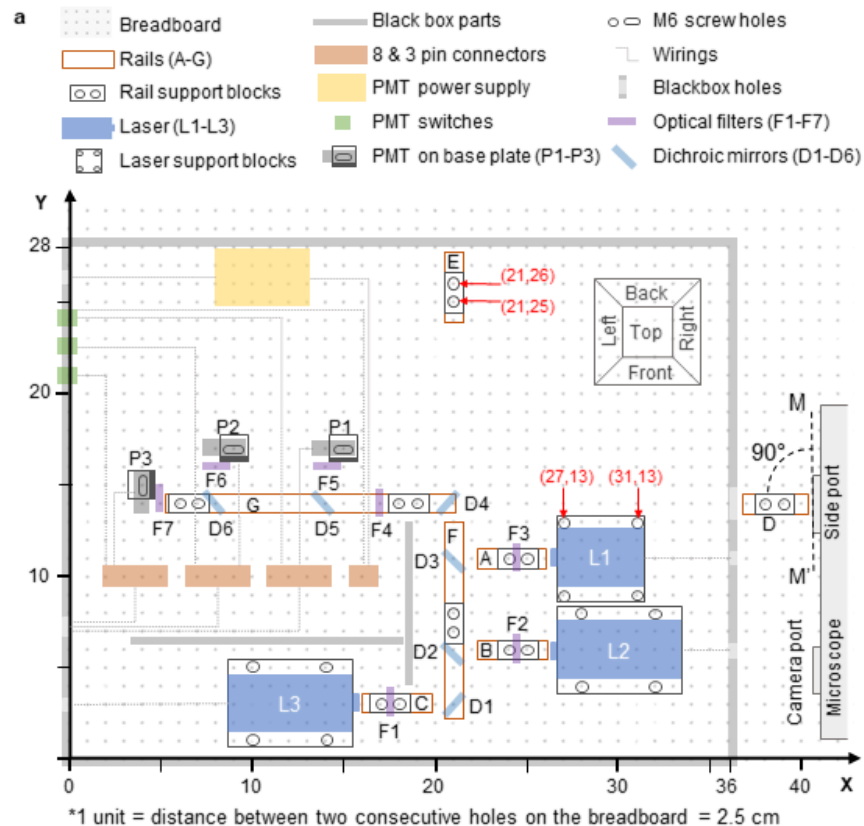 a
Breadboard
Black box parts
M6 screw holes
Rails (A-G)
8 & 3 pin connectors
Wirings
Rail support blocks
PMT power supply
Blackbox holes
Laser (L1-L3)
PMT switches
Optical filters (F1-F7)
Laser support blocks
PMT on base plate (P1-P3)
Dichroic mirrors (D1-D6)
Y
28
E
(21,26)
(21,25)
Back
Left
Top
Right
Front
20
M
P2
P1
90°
P3
F6
F5
(27,13)
(31,13)
Side port
F7
D6
G
D5
F4
D4
D
F
F3
D3
A
L1
10
M'
F2
D2
B
L2
Camera port
Microscope
L3
C
D1
F1
0
10
20
30
36
40
X
*1 unit = distance between two consecutive holes on the breadboard = 2.5 cm